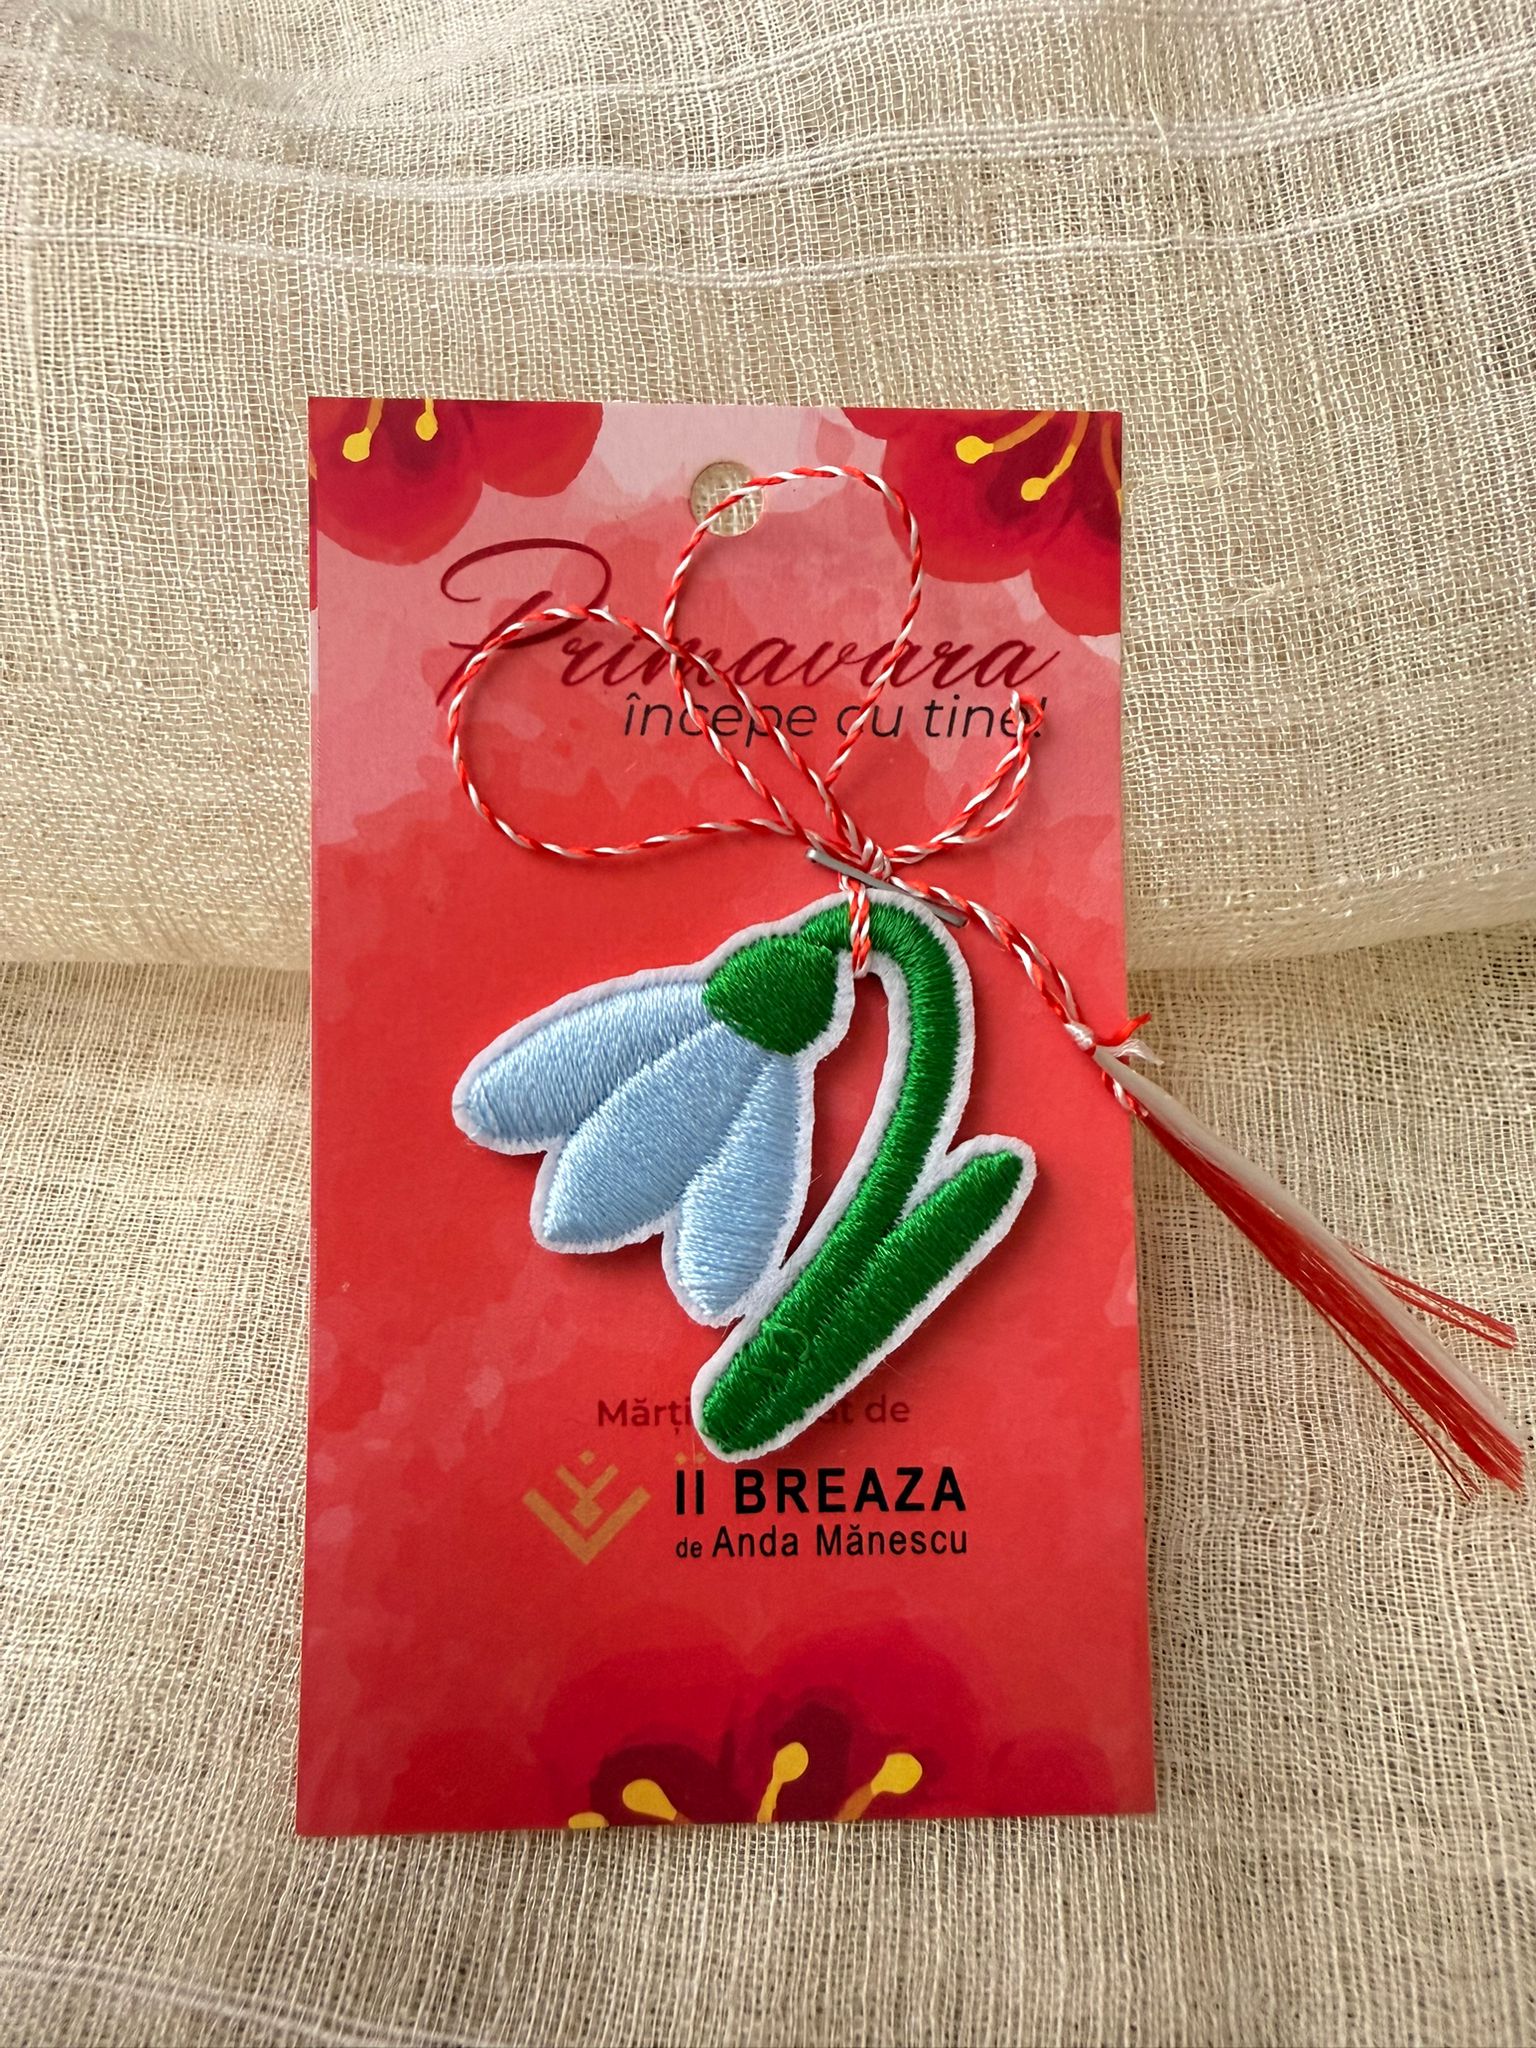 Primavara
începe cu tine!
de
ii BREAZA
de Anda Mănescu